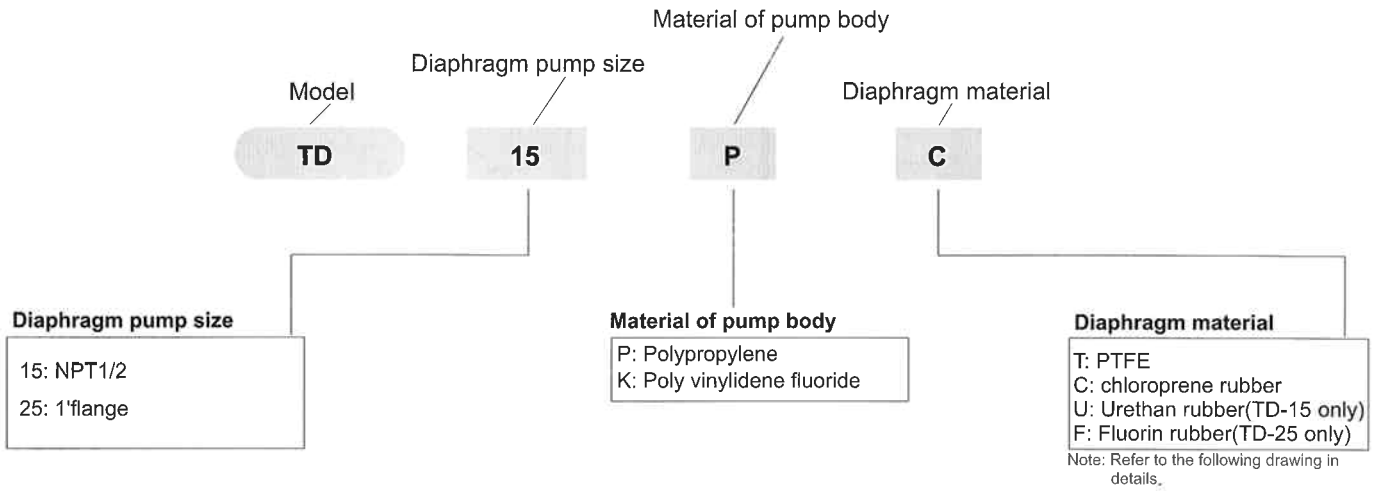 Material of pump body
Diaphragm pump size
Model
Diaphragm material
TD
15
P
C
Diaphragm pump size
15: NPT1/2
25: 1'flange
Material of pump body
P: Polypropylene
K: Poly vinylidene fluoride
Diaphragm material
T: PTFE
C: chloroprene rubber
U: Urethan rubber(TD-15 only)
F: Fluorin rubber(TD-25 only)
Note: Refer to the following drawing in
details.